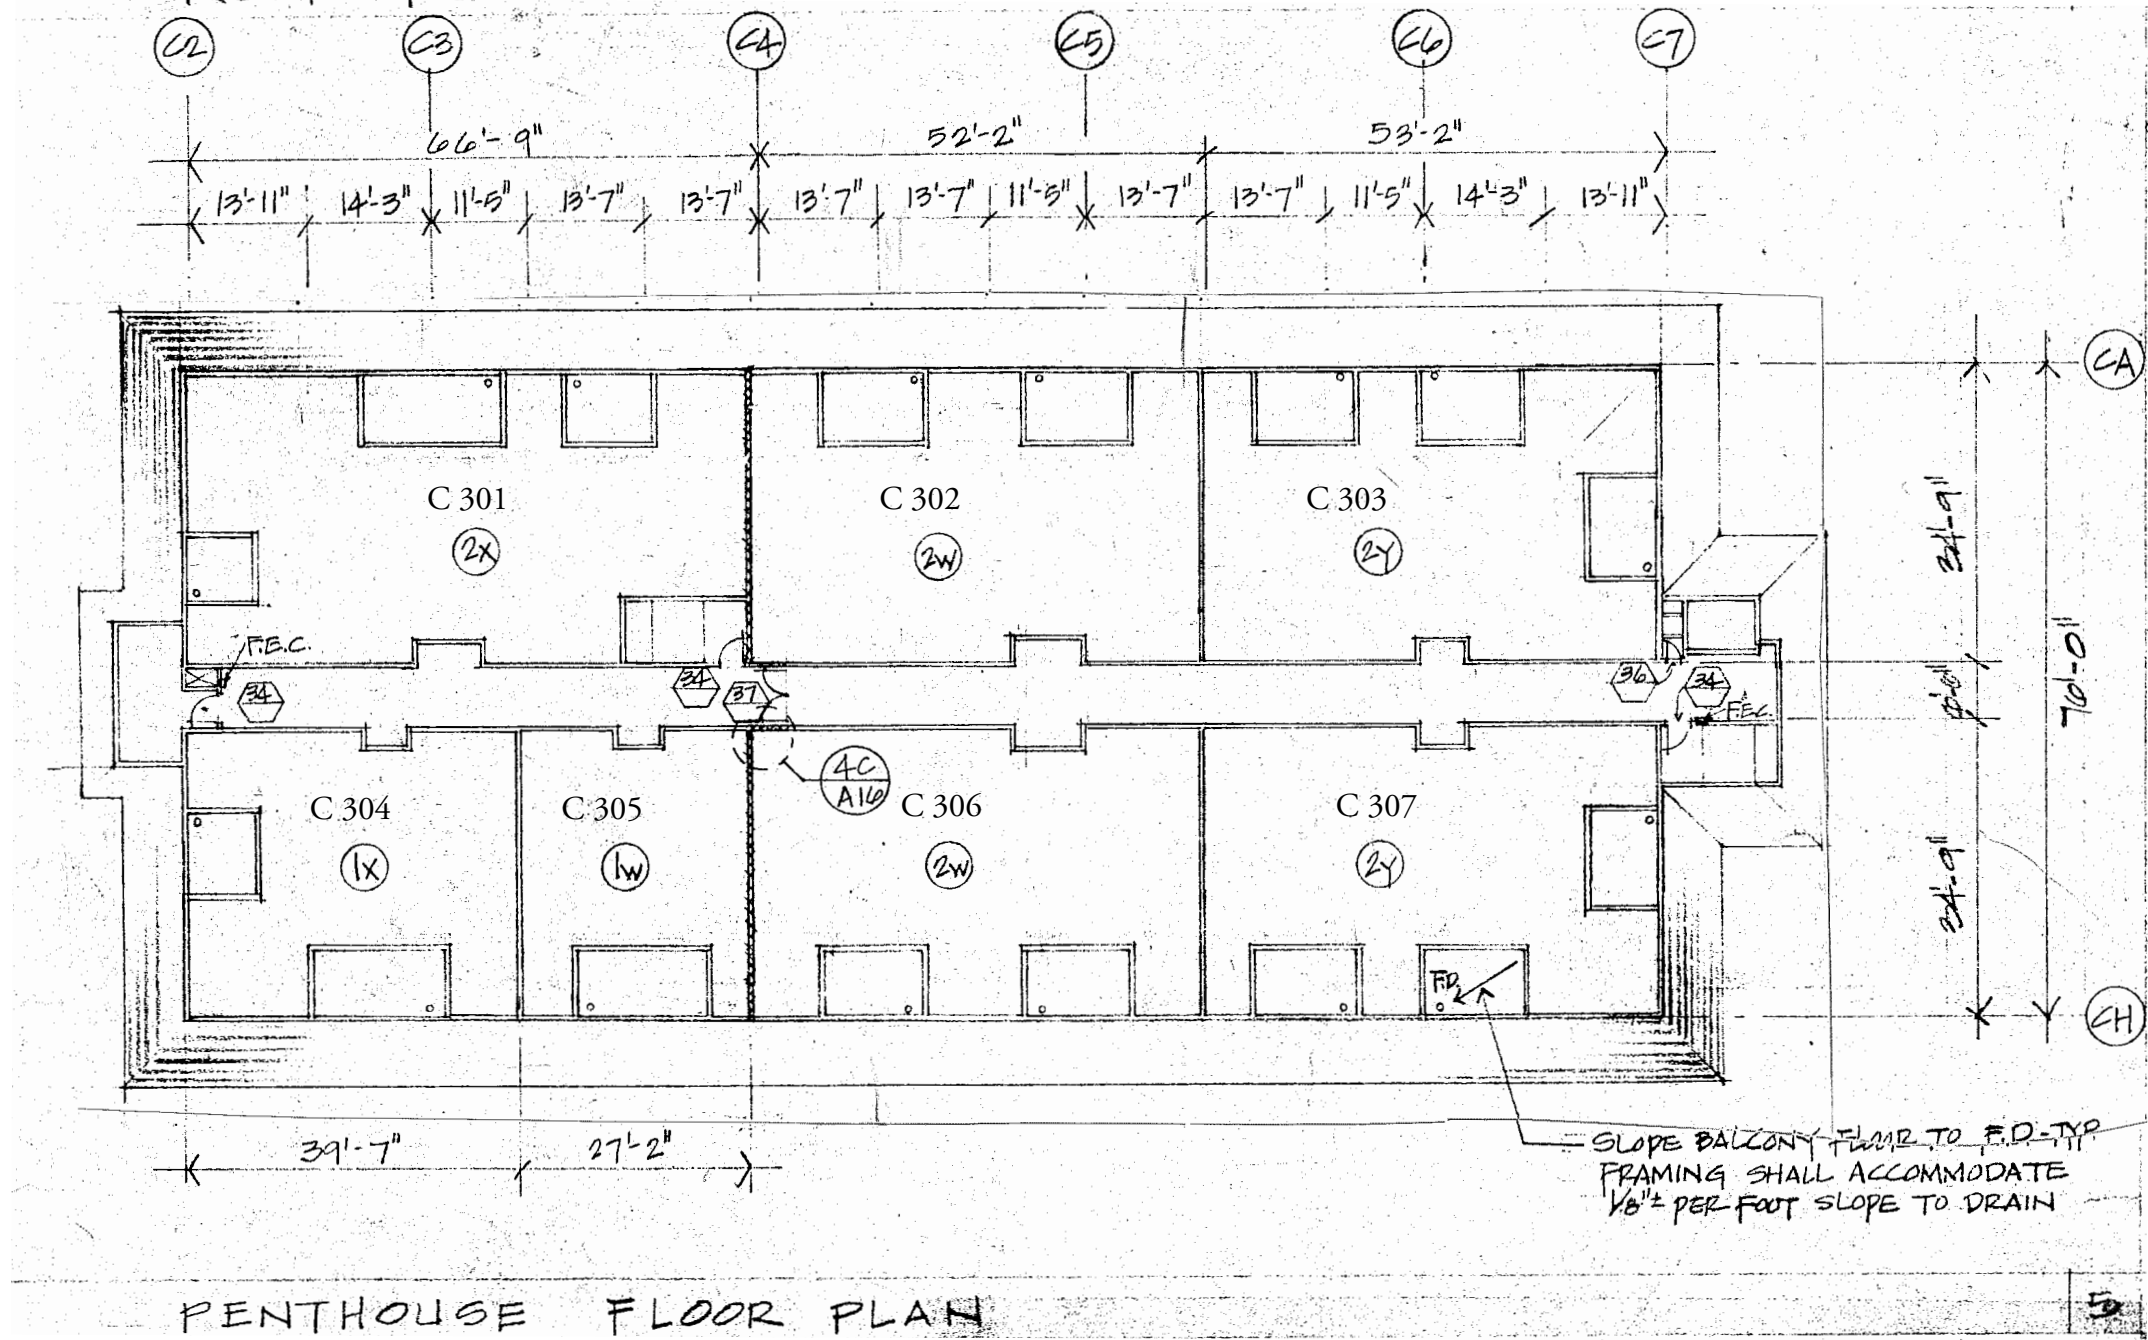 C2 C3 C4 C5 C6 C7
66'-9" 52'-2" 53'-2"
13'-11" 14'-3" 11'-5" 13'-7" 13'-7" 13'-7" 13'-7" 11'-5" 13'-7" 13'-7" 11'-5" 14'-3" 13'-11"
CA
C 301 C 302 C 303
2X 2W 2Y
34'-9"
F.E.C.
34 34 37 36 34
F.E.C.
76'-0"
4C
A16
C 304 C 305 C 306 C 307
1X 1W 2W 2Y
34'-9"
F.D.
CH
39'-7" 27'-2"
SLOPE BALCONY FLOOR TO F.D-TYP.
FRAMING SHALL ACCOMMODATE
1/8"± PER FOOT SLOPE TO DRAIN
PENTHOUSE FLOOR PLAN